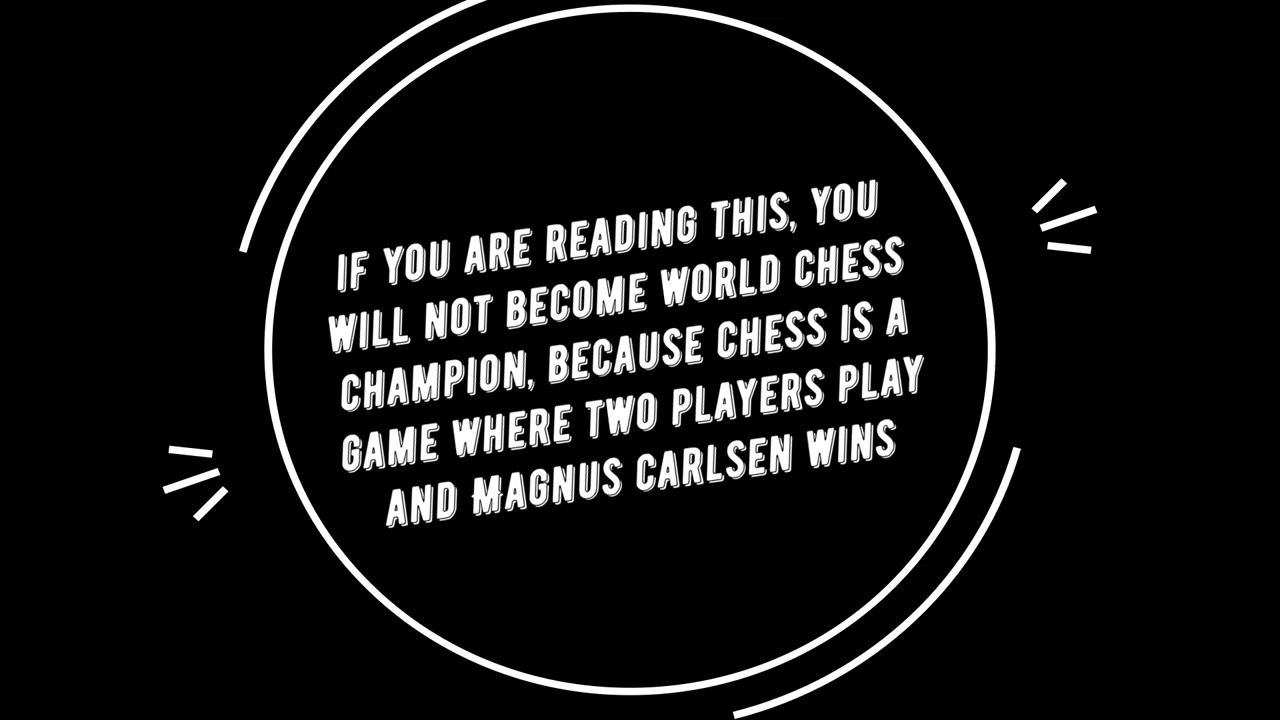 IF YOU ARE READING THIS, YOU
WILL NOT BECOME WORLD CHESS
CHAMPION, BECAUSE CHESS IS A
GAME WHERE TWO PLAYERS PLAY
AND MAGNUS CARLSEN WINS